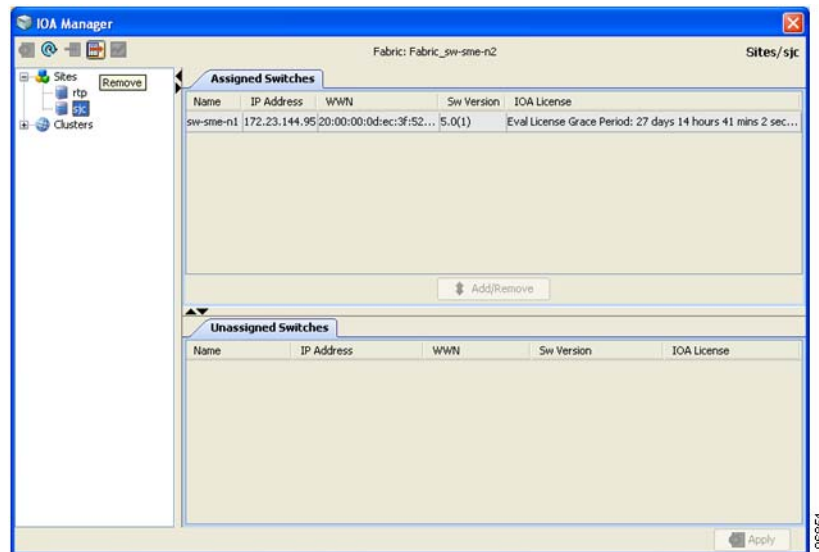 IOA Manager
Fabric: Fabric_sw-sme-n2
Sites/sjc
Sites
Remove
rtp
sjc
Clusters
Assigned Switches
Name IP Address WWN Sw Version IOA License
sw-sme-n1 172.23.144.95 20:00:00:0d:ec:3f:52... 5.0(1) Eval License Grace Period: 27 days 14 hours 41 mins 2 sec...
Add/Remove
Unassigned Switches
Name IP Address WWN Sw Version IOA License
Apply